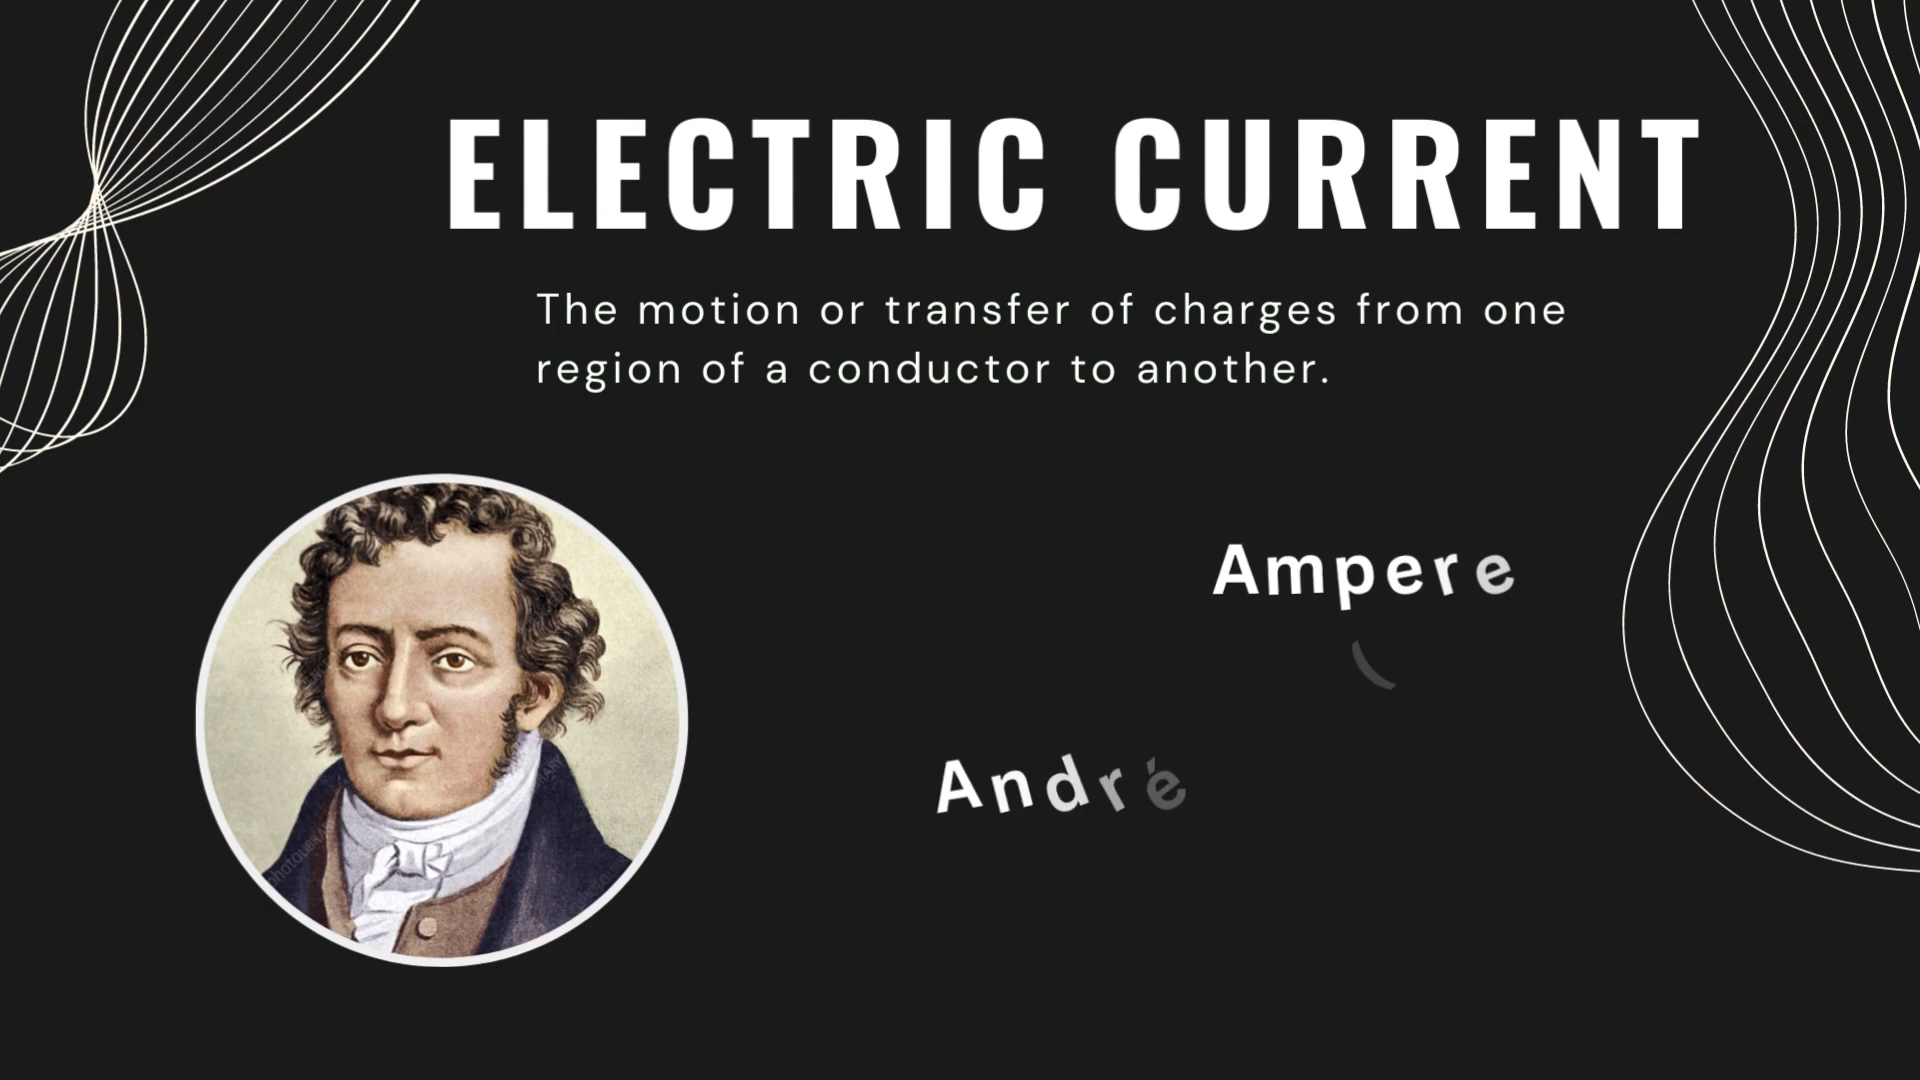 ELECTRIC CURRENT
The motion or transfer of charges from one
region of a conductor to another.
Ampere
(
André